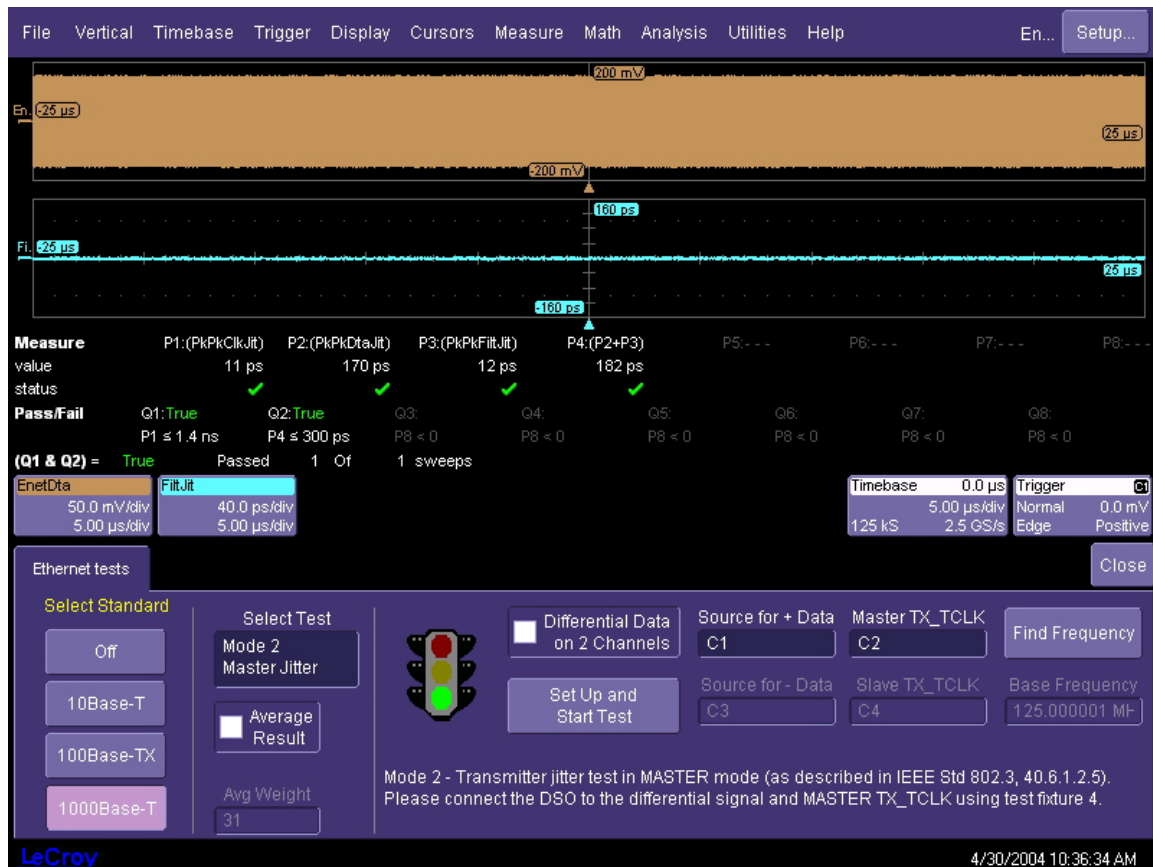 File Vertical Timebase Trigger Display Cursors Measure Math Analysis Utilities Help En... Setup...
200 mV
En. -25 µs
25 µs
-200 mV
160 ps
Fi. -25 µs
25 µs
-160 ps
Measure P1:(PkPkClkJit) P2:(PkPkDtaJit) P3:(PkPkFiltJit) P4:(P2+P3) P5:- - - P6:- - - P7:- - - P8:- - -
value 11 ps 170 ps 12 ps 182 ps
status
Pass/Fail Q1:True Q2:True Q3: Q4: Q5: Q6: Q7: Q8:
P1 ≤ 1.4 ns P4 ≤ 300 ps P8 < 0 P8 < 0 P8 < 0 P8 < 0 P8 < 0 P8 < 0
(Q1 & Q2) = True Passed 1 Of 1 sweeps
EnetDta FiltJit Timebase 0.0 µs Trigger C1
50.0 mV/div 40.0 ps/div 5.00 µs/div Normal 0.0 mV
5.00 µs/div 5.00 µs/div 125 kS 2.5 GS/s Edge Positive
Ethernet tests Close
Select Standard
Off
10Base-T
100Base-TX
1000Base-T
Select Test
Mode 2
Master Jitter
Average
Result
Avg Weight
31
Differential Data
on 2 Channels
Set Up and
Start Test
Source for + Data
C1
Master TX_TCLK
C2
Find Frequency
Source for - Data
C3
Slave TX_TCLK
C4
Base Frequency
125.000001 MH
Mode 2 - Transmitter jitter test in MASTER mode (as described in IEEE Std 802.3, 40.6.1.2.5).
Please connect the DSO to the differential signal and MASTER TX_TCLK using test fixture 4.
LeCroy 4/30/2004 10:36:34 AM